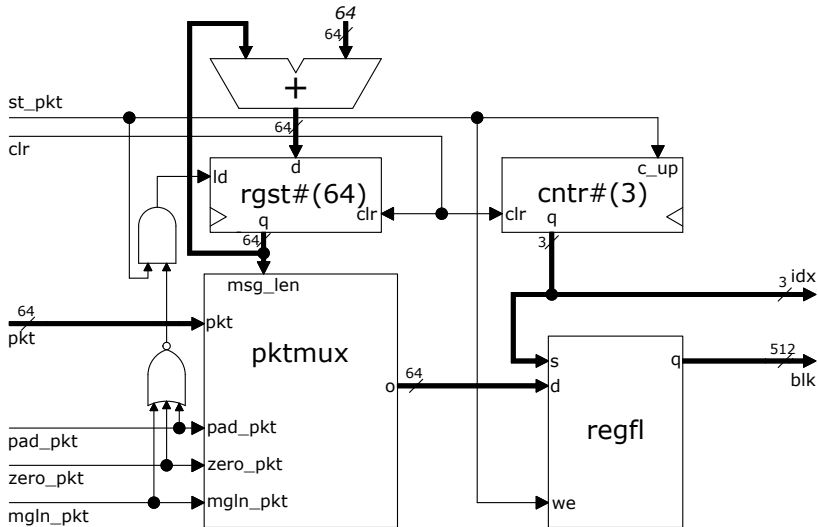 64
64
+
st_pkt
64
clr
d
c_up
ld
rgst#(64)
cntr#(3)
clr
clr
q
q
64
3
msg_len
3
idx
64
pkt
pkt
pktmux
s
q
512
o
64
d
blk
pad_pkt
pad_pkt
regfl
zero_pkt
zero_pkt
mgln_pkt
mgln_pkt
we